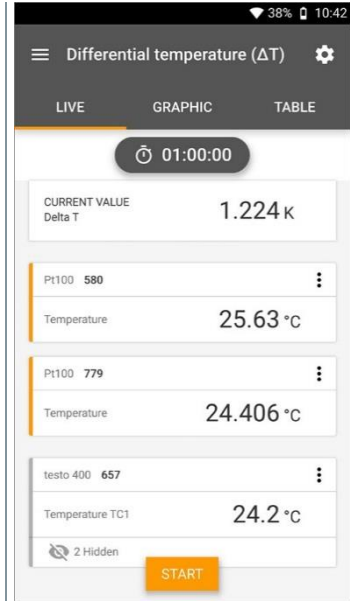 38% 10:42
Differential temperature (ΔT)
LIVE GRAPHIC TABLE
01:00:00
CURRENT VALUE
Delta T
1.224 K
Pt100 580
Temperature 25.63 °C
Pt100 779
Temperature 24.406 °C
testo 400 657
Temperature TC1 24.2 °C
2 Hidden
START